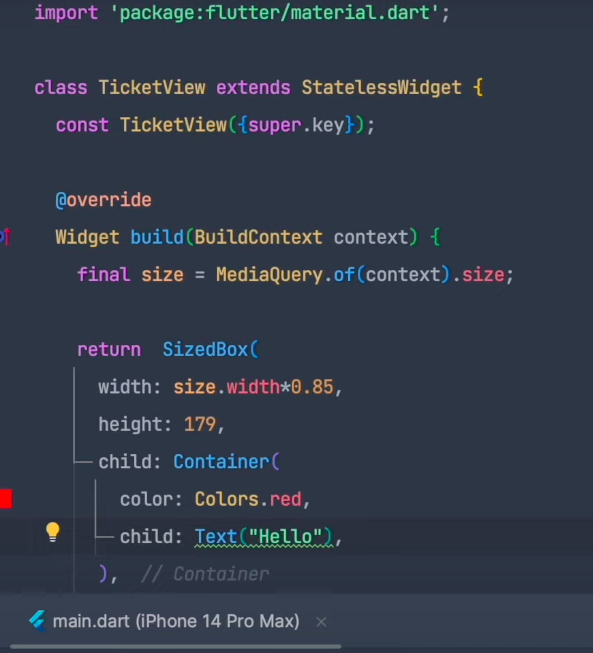 import 'package:flutter/material.dart';
class TicketView extends StatelessWidget {
const TicketView({super.key});
@override
Widget build(BuildContext context) {
final size = MediaQuery.of(context).size;
return  SizedBox(
width: size.width*0.85,
height: 179,
child: Container(
color: Colors.red,
child: Text("Hello"),
),  // Container
main.dart (iPhone 14 Pro Max) ×